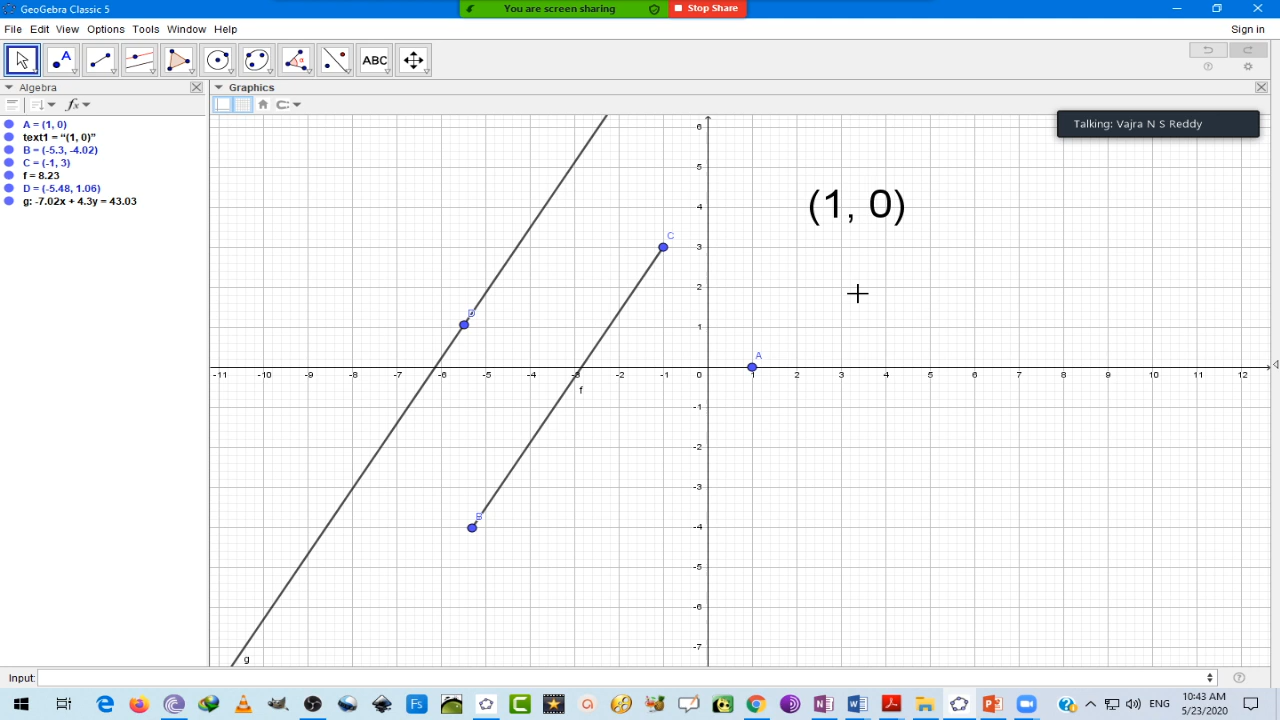 GeoGebra Classic 5
You are screen sharing
Stop Share
File Edit View Options Tools Window Help
Sign in
A
α
ABC
Algebra
Graphics
fx
A = (1, 0)
text1 = “(1, 0)”
B = (-5.3, -4.02)
C = (-1, 3)
f = 8.23
D = (-5.48, 1.06)
g: -7.02x + 4.3y = 43.03
Talking: Vajra N S Reddy
(1, 0)
6
5
4
3
2
1
-11 -10 -9 -8 -7 -6 -5 -4 -3 -2 -1 0 1 2 3 4 5 6 7 8 9 10 11 12
-1
-2
-3
-4
-5
-6
-7
C
D
A
f
B
g
Input:
Fs
ENG
10:43 AM
5/23/2020